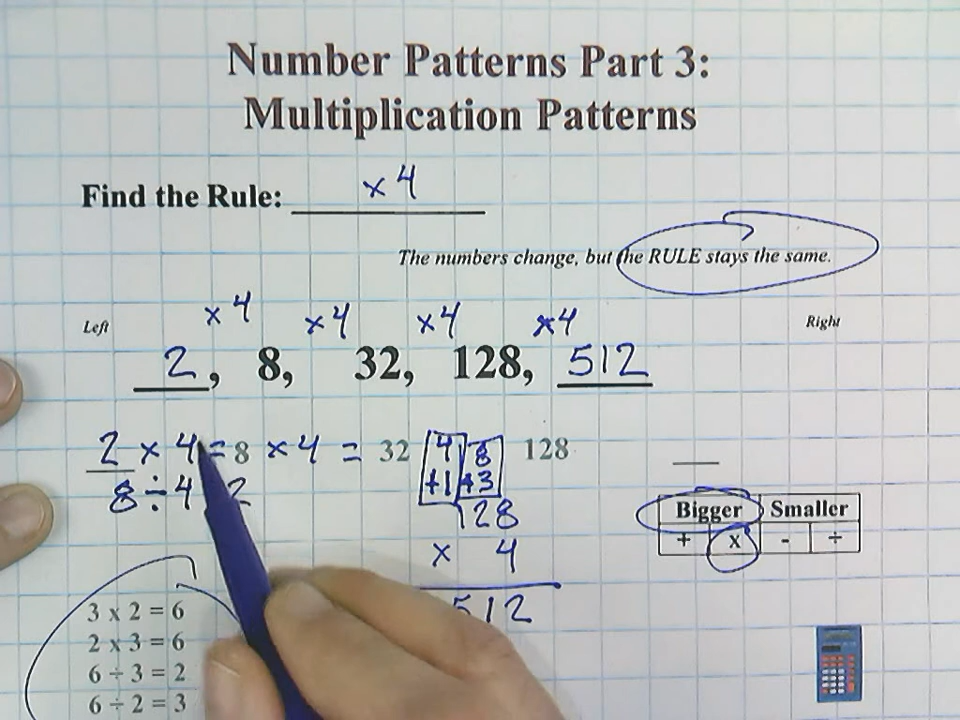 Number Patterns Part 3:
Multiplication Patterns
Find the Rule: x 4
The numbers change, but the RULE stays the same.
x 4 x 4 x 4 x 4
Left Right
2, 8, 32, 128, 512
2 x 4 = 8 x 4 = 32 4 8 128
8 ÷ 4 2 +1 +3
128
x 4
512
Bigger Smaller
+ x - ÷
3 x 2 = 6
2 x 3 = 6
6 ÷ 3 = 2
6 ÷ 2 = 3